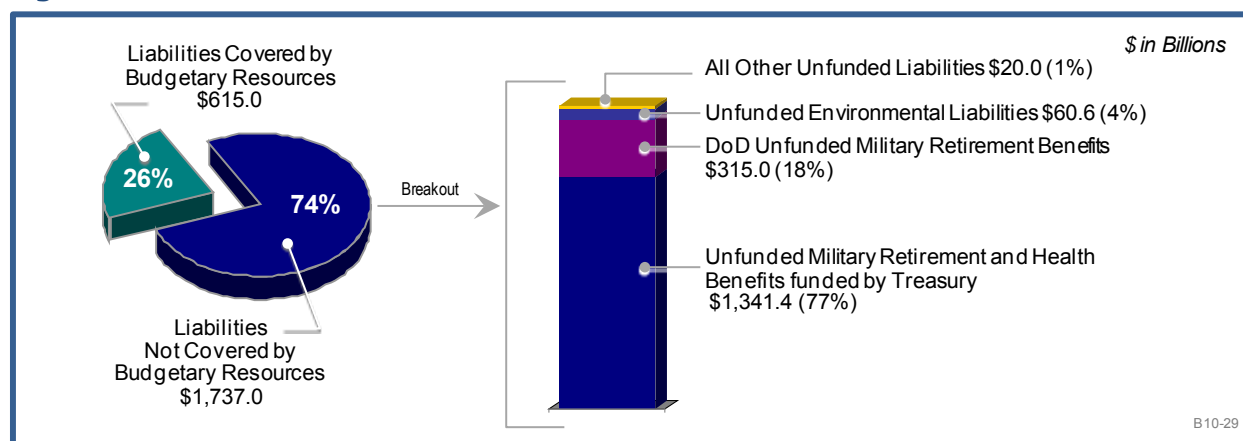 $ in Billions
Liabilities Covered by
Budgetary Resources
$615.0
26%
74%
Liabilities
Not Covered by
Budgetary Resources
$1,737.0
Breakout
All Other Unfunded Liabilities $20.0 (1%)
Unfunded Environmental Liabilities $60.6 (4%)
DoD Unfunded Military Retirement Benefits
$315.0 (18%)
Unfunded Military Retirement and Health
Benefits funded by Treasury
$1,341.4 (77%)
B10-29